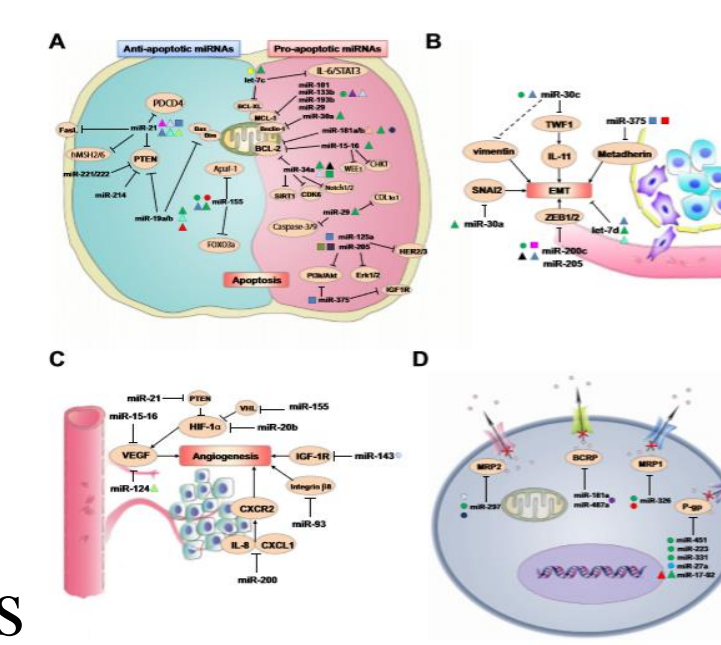 A
Anti-apoptotic miRNAs
Pro-apoptotic miRNAs
let-7c
IL-6/STAT3
miR-101
miR-133b
miR-193b
miR-29
miR-30a
BCL-XL
MCL-1
Beclin-1
PDCD4
FasL
miR-21
Bax
Bim
hMSH2/6
PTEN
BCL-2
miR-181a/b
miR-15-16
WEE1
CHK1
miR-221/222
Apaf-1
miR-34a
miR-214
SIRT1
CDK6
Notch1/2
miR-155
COL1α1
miR-19a/b
miR-29
Caspase-3/9
FOXO3a
miR-125a
miR-205
HER2/3
Apoptosis
PI3k/Akt
Erk1/2
miR-375
IGF1R
B
miR-30c
TWF1
miR-375
vimentin
IL-11
Metadherin
SNAI2
EMT
ZEB1/2
miR-30a
let-7d
miR-200c
miR-205
C
miR-21
PTEN
miR-15-16
VHL
miR-155
HIF-1α
miR-20b
VEGF
Angiogenesis
IGF-1R
miR-143
miR-124
Integrin β8
CXCR2
miR-93
IL-8
CXCL1
miR-200
D
MRP2
BCRP
MRP1
miR-297
miR-181a
miR-487a
miR-326
P-gp
miR-451
miR-223
miR-331
miR-27a
miR-17-92
s